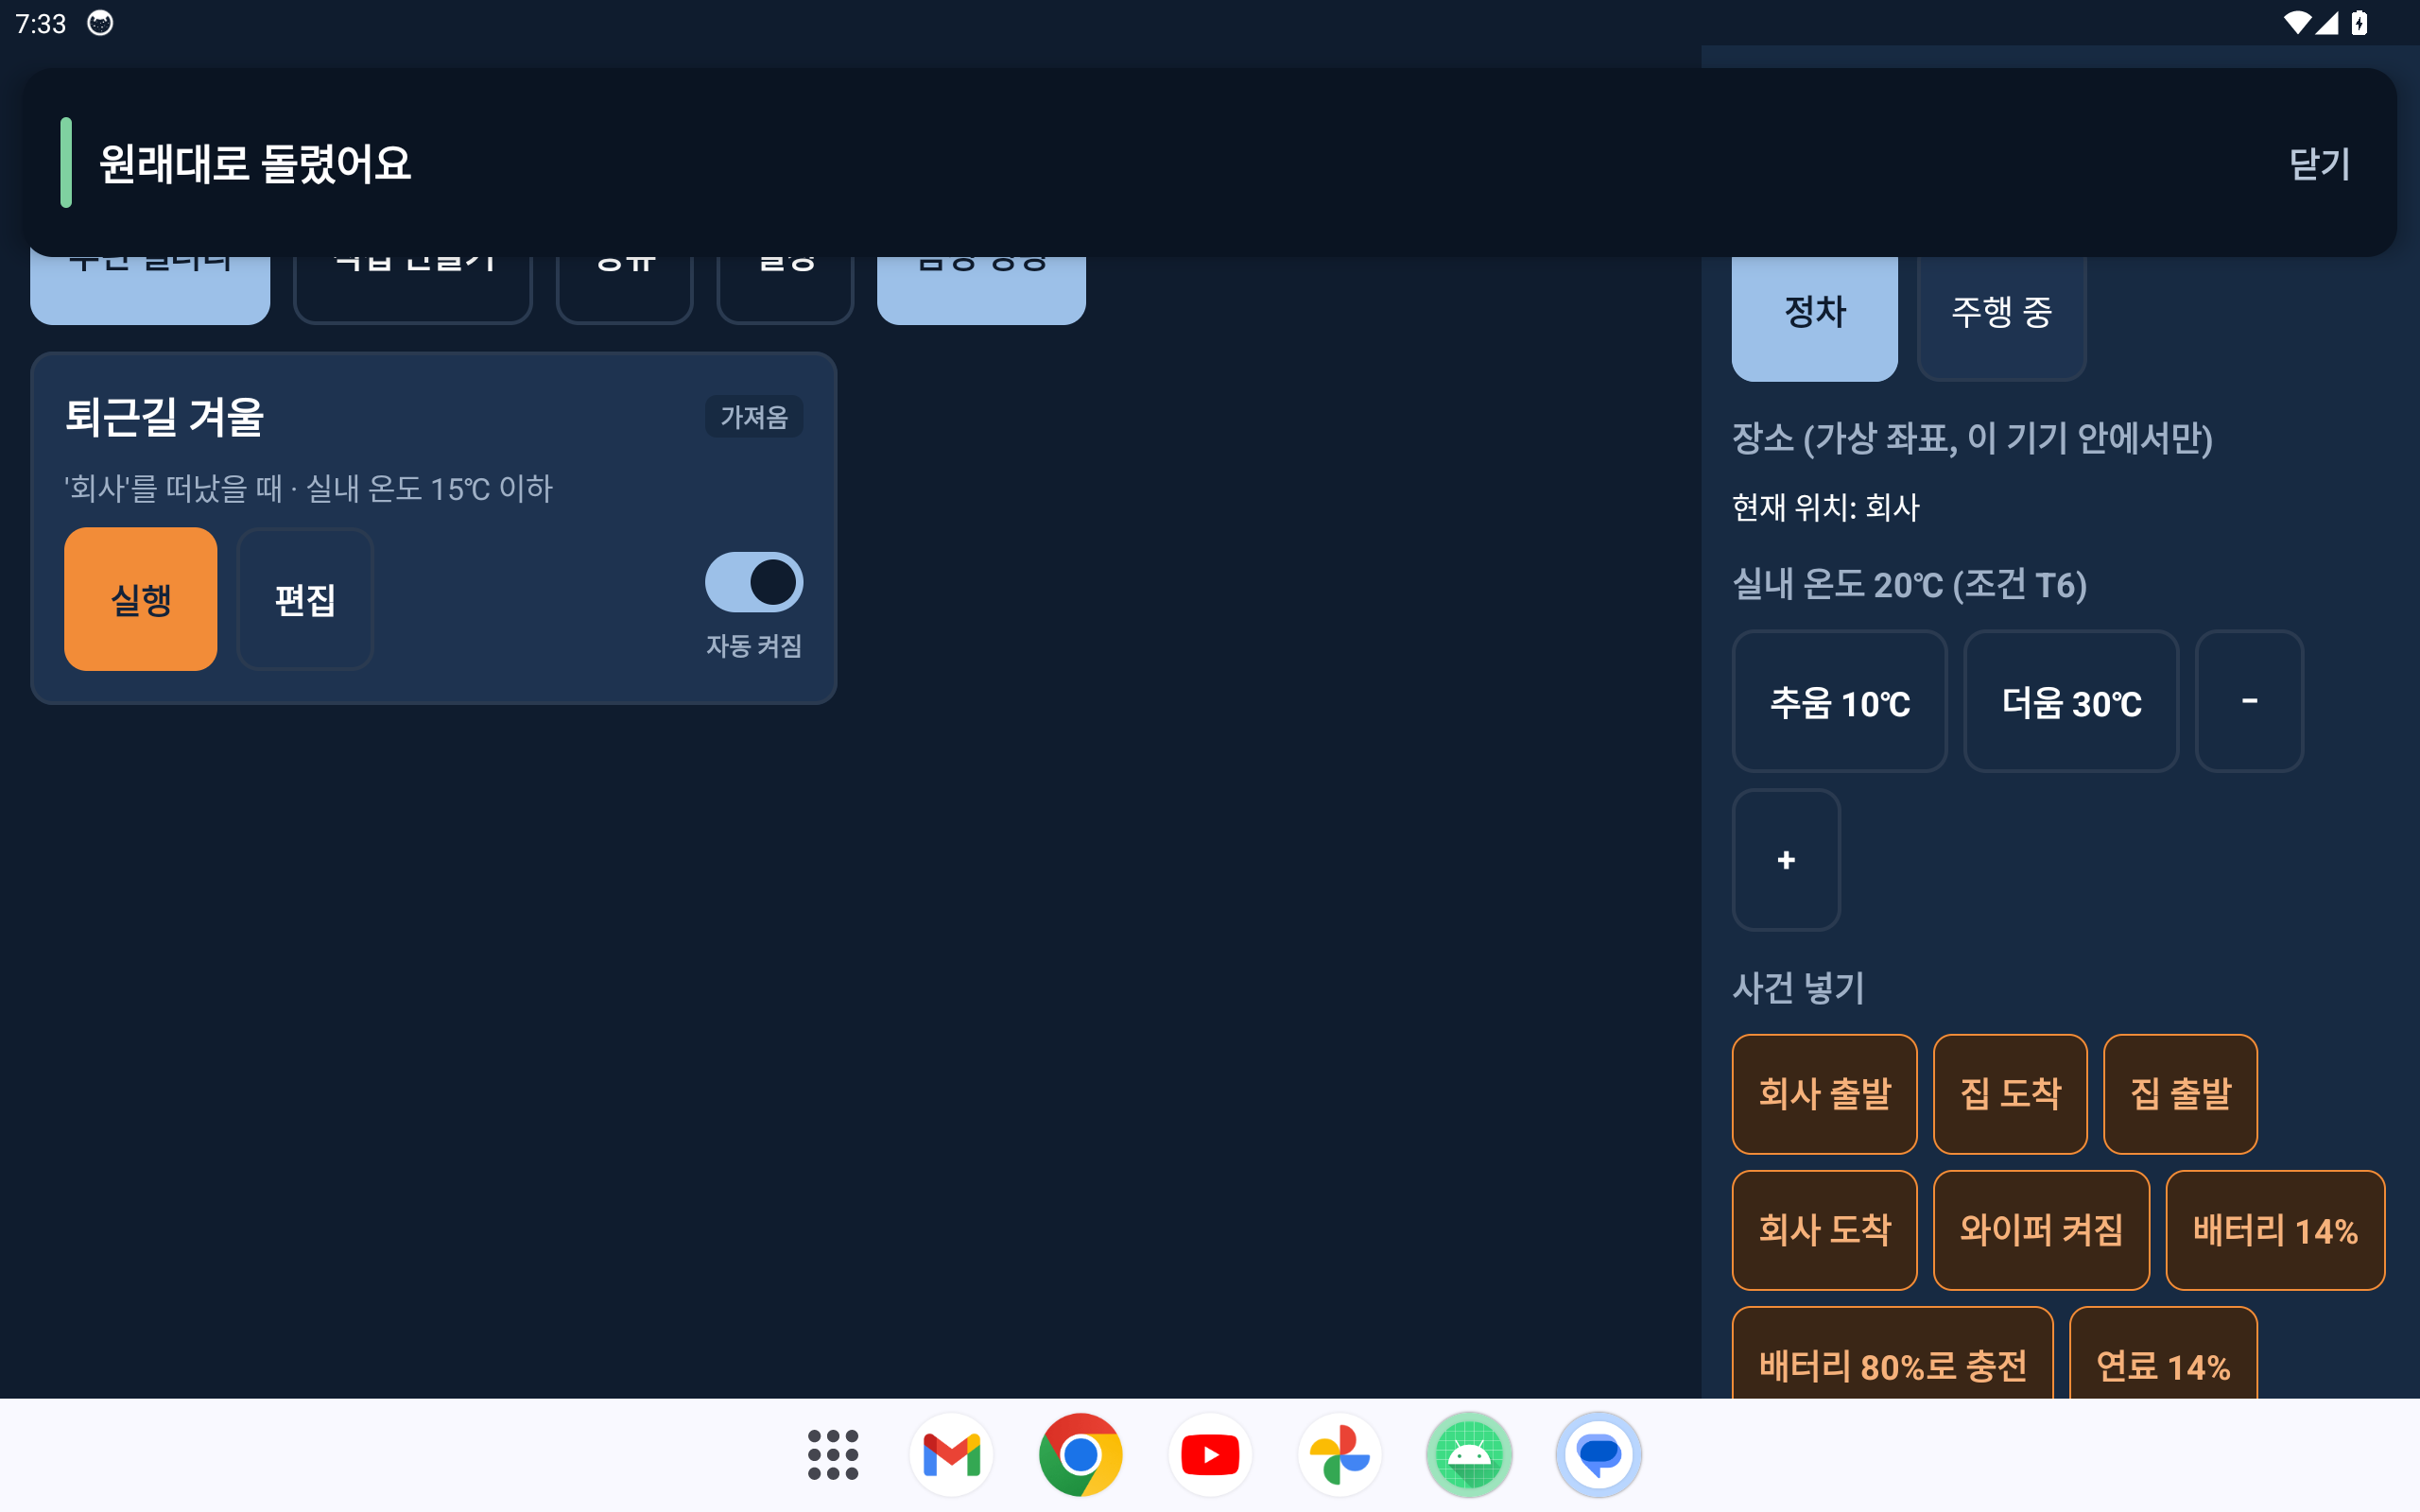 7:33
원래대로 돌렸어요
닫기
정차
주행 중
퇴근길 겨울
가져옴
'회사'를 떠났을 때 · 실내 온도 15℃ 이하
실행
편집
자동 켜짐
장소 (가상 좌표, 이 기기 안에서만)
현재 위치: 회사
실내 온도 20℃ (조건 T6)
추움 10℃
더움 30℃
-
+
사건 넣기
회사 출발
집 도착
집 출발
회사 도착
와이퍼 켜짐
배터리 14%
배터리 80%로 충전
연료 14%